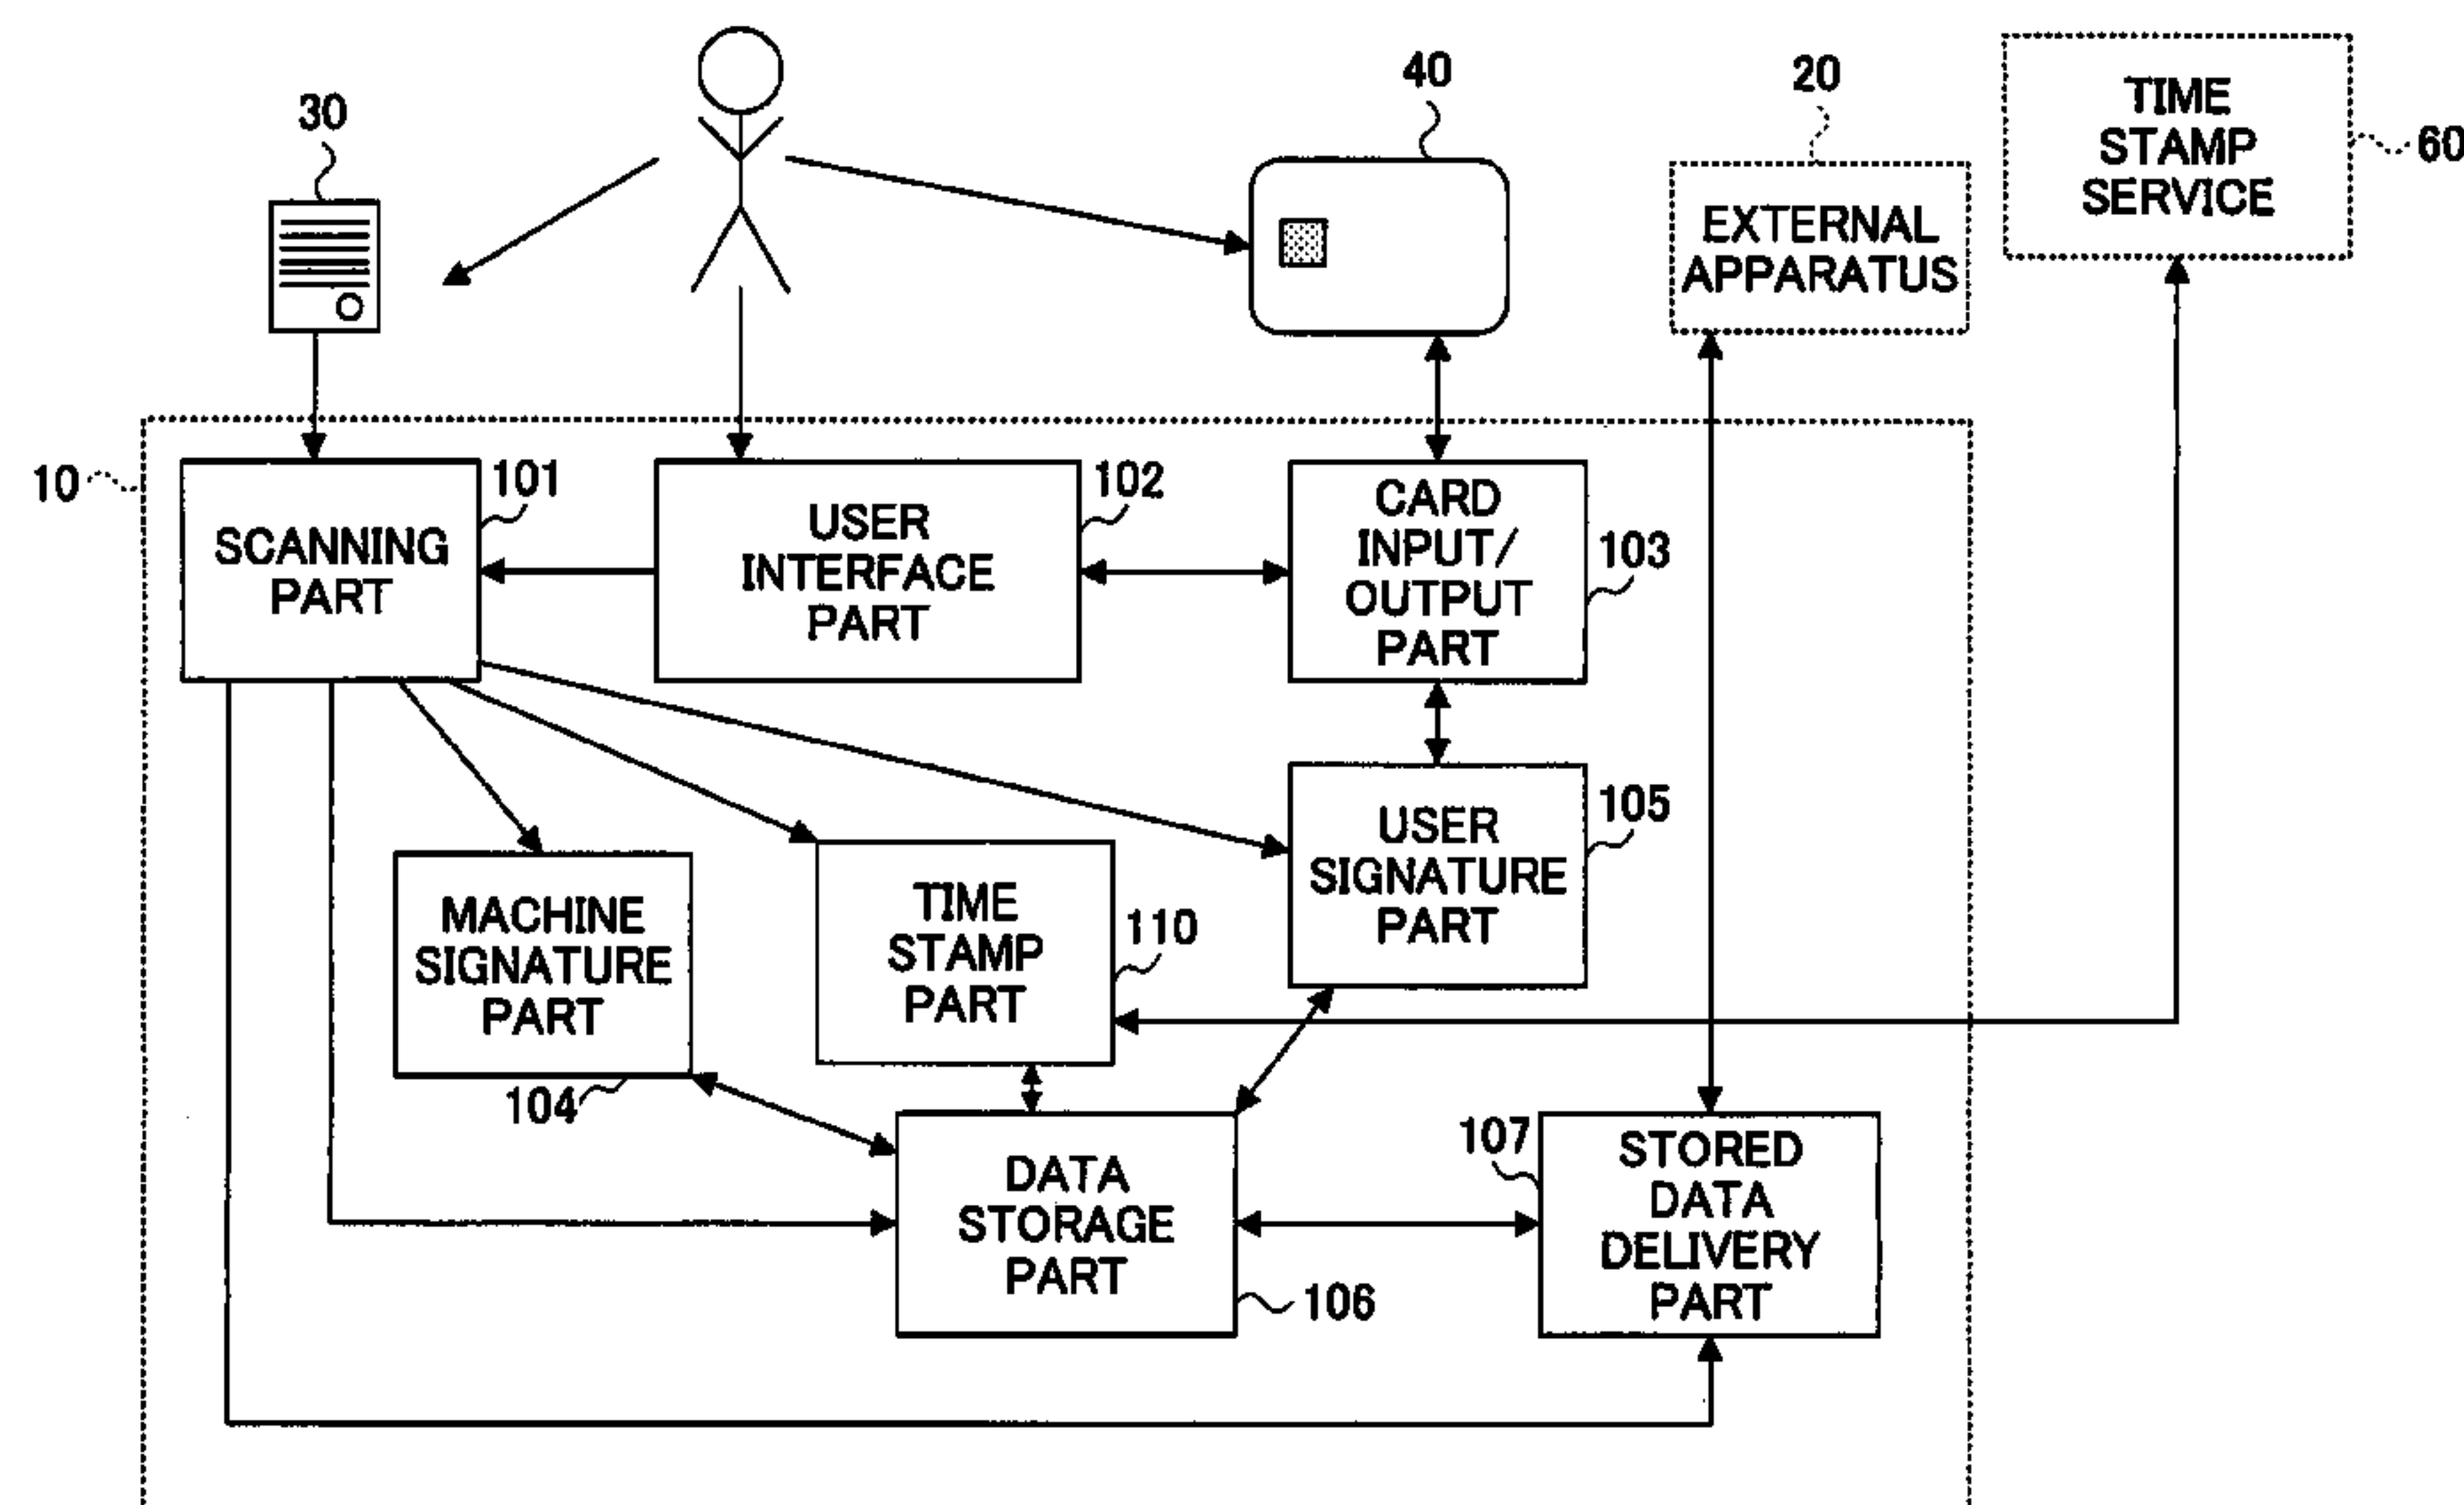 30
40
20
TIME
STAMP
SERVICE
60
EXTERNAL
APPARATUS
10
101
SCANNING
PART
102
USER
INTERFACE
PART
CARD
INPUT/
OUTPUT
PART
103
105
USER
SIGNATURE
PART
MACHINE
SIGNATURE
PART
104
TIME
STAMP
PART
110
DATA
STORAGE
PART
106
107
STORED
DATA
DELIVERY
PART